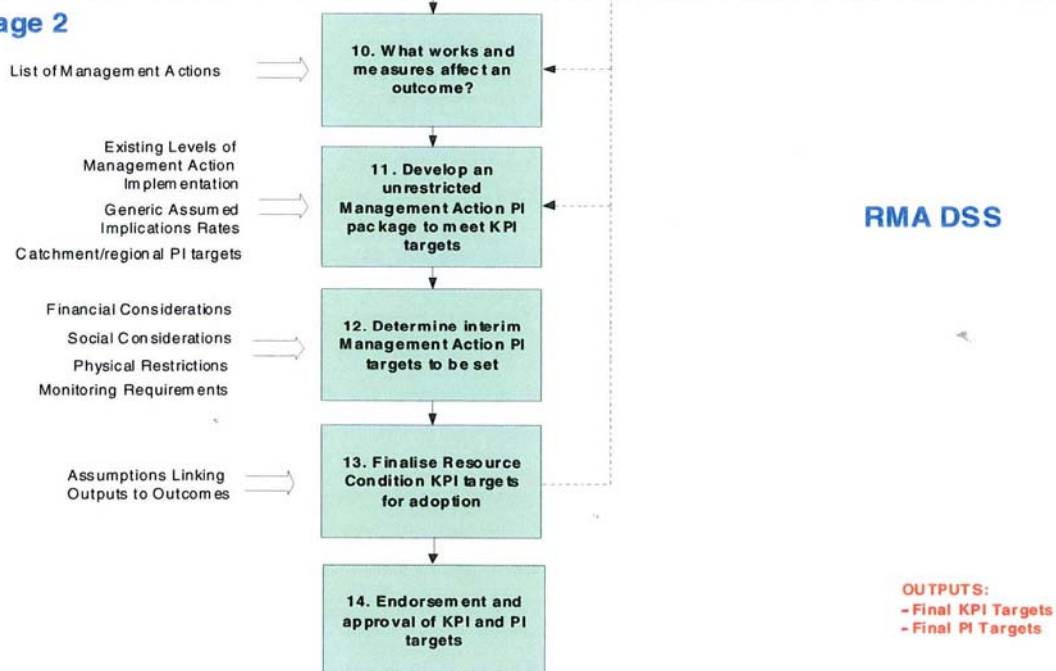 age 2
10. What works and
measures affect an
outcome?
List of Management Actions
Existing Levels of
Management Action
Implementation
Generic Assumed
Implications Rates
Catchment/regional PI targets
11. Develop an
unrestricted
Management Action PI
package to meet KPI
targets
RMA DSS
Financial Considerations
Social Considerations
Physical Restrictions
Monitoring Requirements
12. Determine interim
Management Action PI
targets to be set
Assumptions Linking
Outputs to Outcomes
13. Finalise Resource
Condition KPI targets
for adoption
14. Endorsement and
approval of KPI and PI
targets
OUTPUTS:
- Final KPI Targets
- Final PI Targets